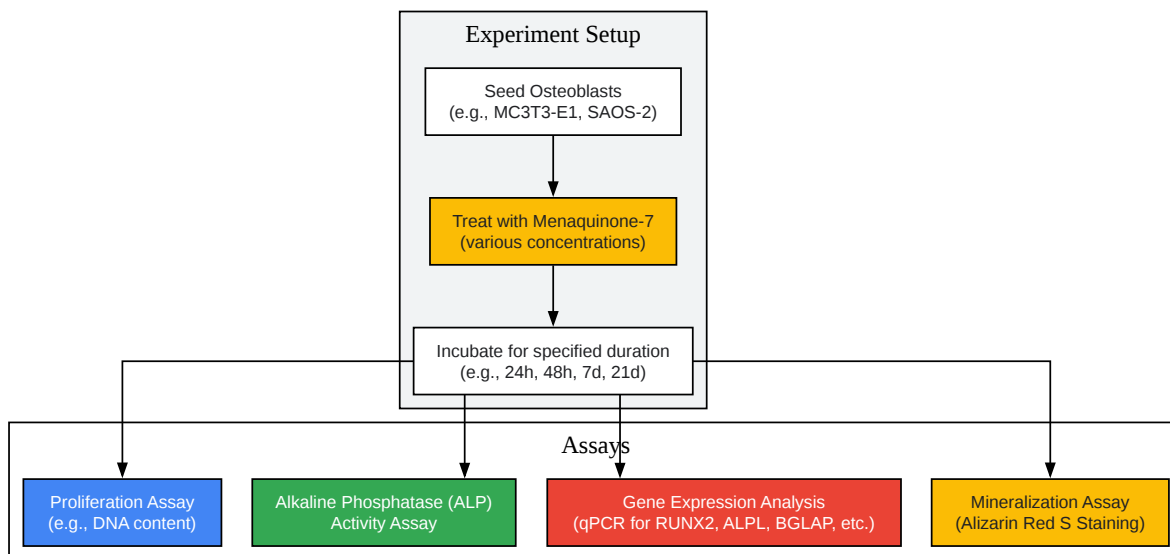 Experiment Setup
Seed Osteoblasts
(e.g., MC3T3-E1, SAOS-2)
Treat with Menaquinone-7
(various concentrations)
Incubate for specified duration
(e.g., 24h, 48h, 7d, 21d)
Assays
Proliferation Assay
(e.g., DNA content)
Alkaline Phosphatase (ALP)
Activity Assay
Gene Expression Analysis
(qPCR for RUNX2, ALPL, BGLAP, etc.)
Mineralization Assay
(Alizarin Red S Staining)